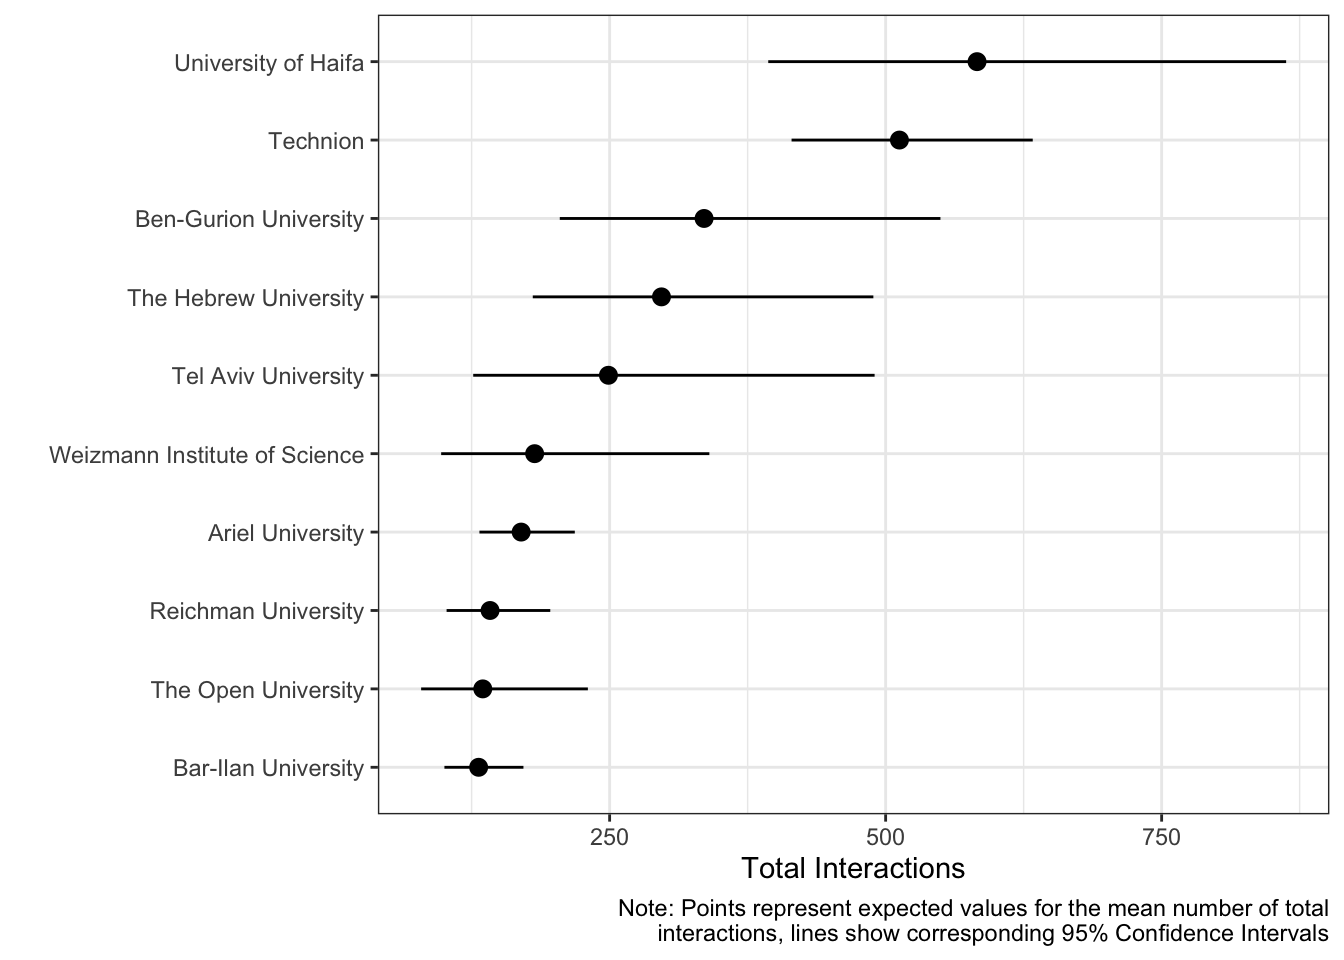 University of Haifa
Technion
Ben-Gurion University
The Hebrew University
Tel Aviv University
Weizmann Institute of Science
Ariel University
Reichman University
The Open University
Bar-Ilan University
250 500 750
Total Interactions
Note: Points represent expected values for the mean number of total
interactions, lines show corresponding 95% Confidence Intervals